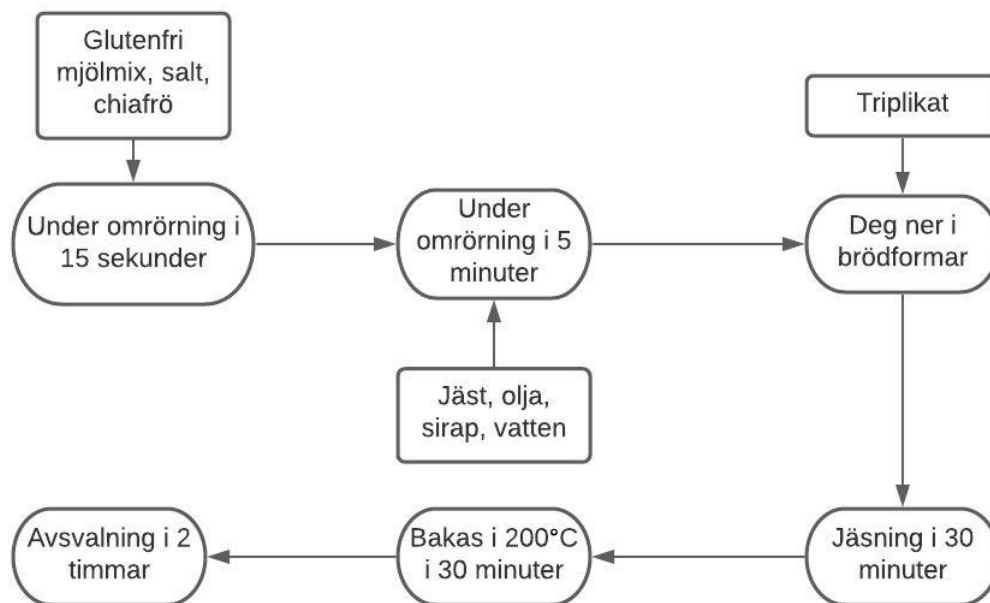 Glutenfri
mjölmix, salt,
chiafrö
Triplikat
Under omrörning i
15 sekunder
Under
omrörning i 5
minuter
Deg ner i
brödformar
Jäst, olja,
sirap, vatten
Avsvalning i 2
timmar
Bakas i 200°C
i 30 minuter
Jäsning i 30
minuter